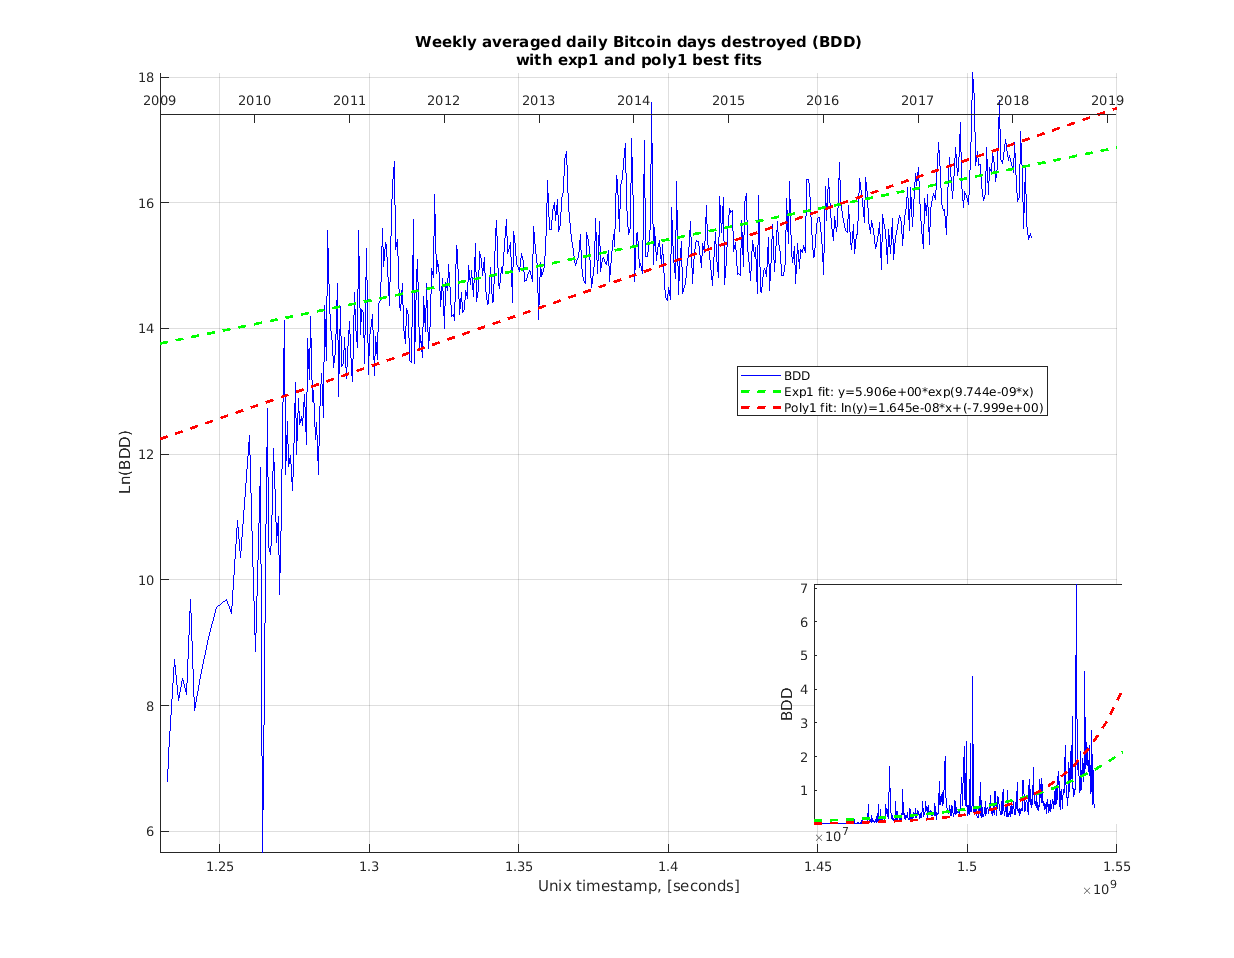 Weekly averaged daily Bitcoin days destroyed (BDD)
with exp1 and poly1 best fits
18
2009 2010 2011 2012 2013 2014 2015 2016 2017 2018 2019
16
14
12
10
8
6
Ln(BDD)
BDD
Exp1 fit: y=5.906e+00*exp(9.744e-09*x)
Poly1 fit: ln(y)=1.645e-08*x+(-7.999e+00)
7
6
5
4
3
2
1
BDD
×10^7
1.25 1.3 1.35 1.4 1.45 1.5 1.55
Unix timestamp, [seconds]
×10^9